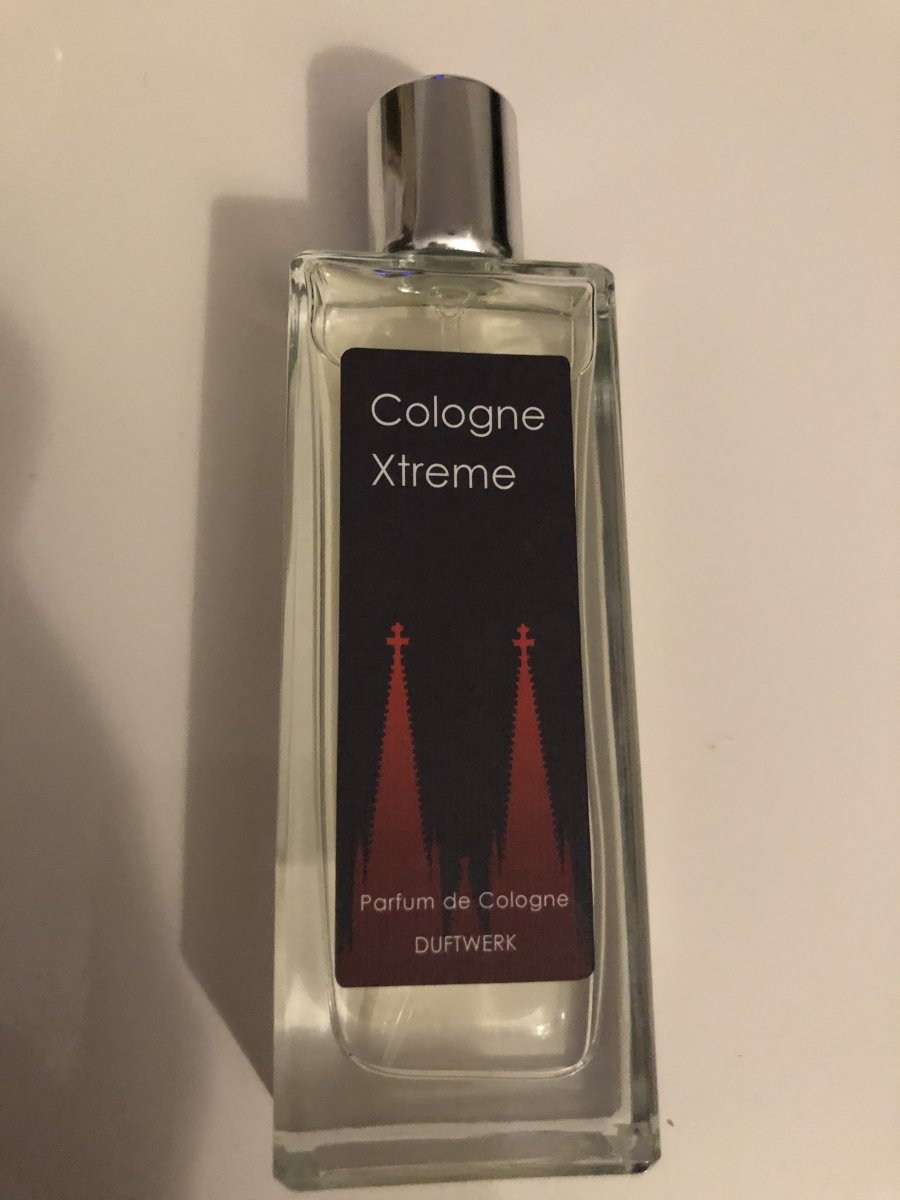 Cologne
Xtreme
Parfum de Cologne
DUFTWERK